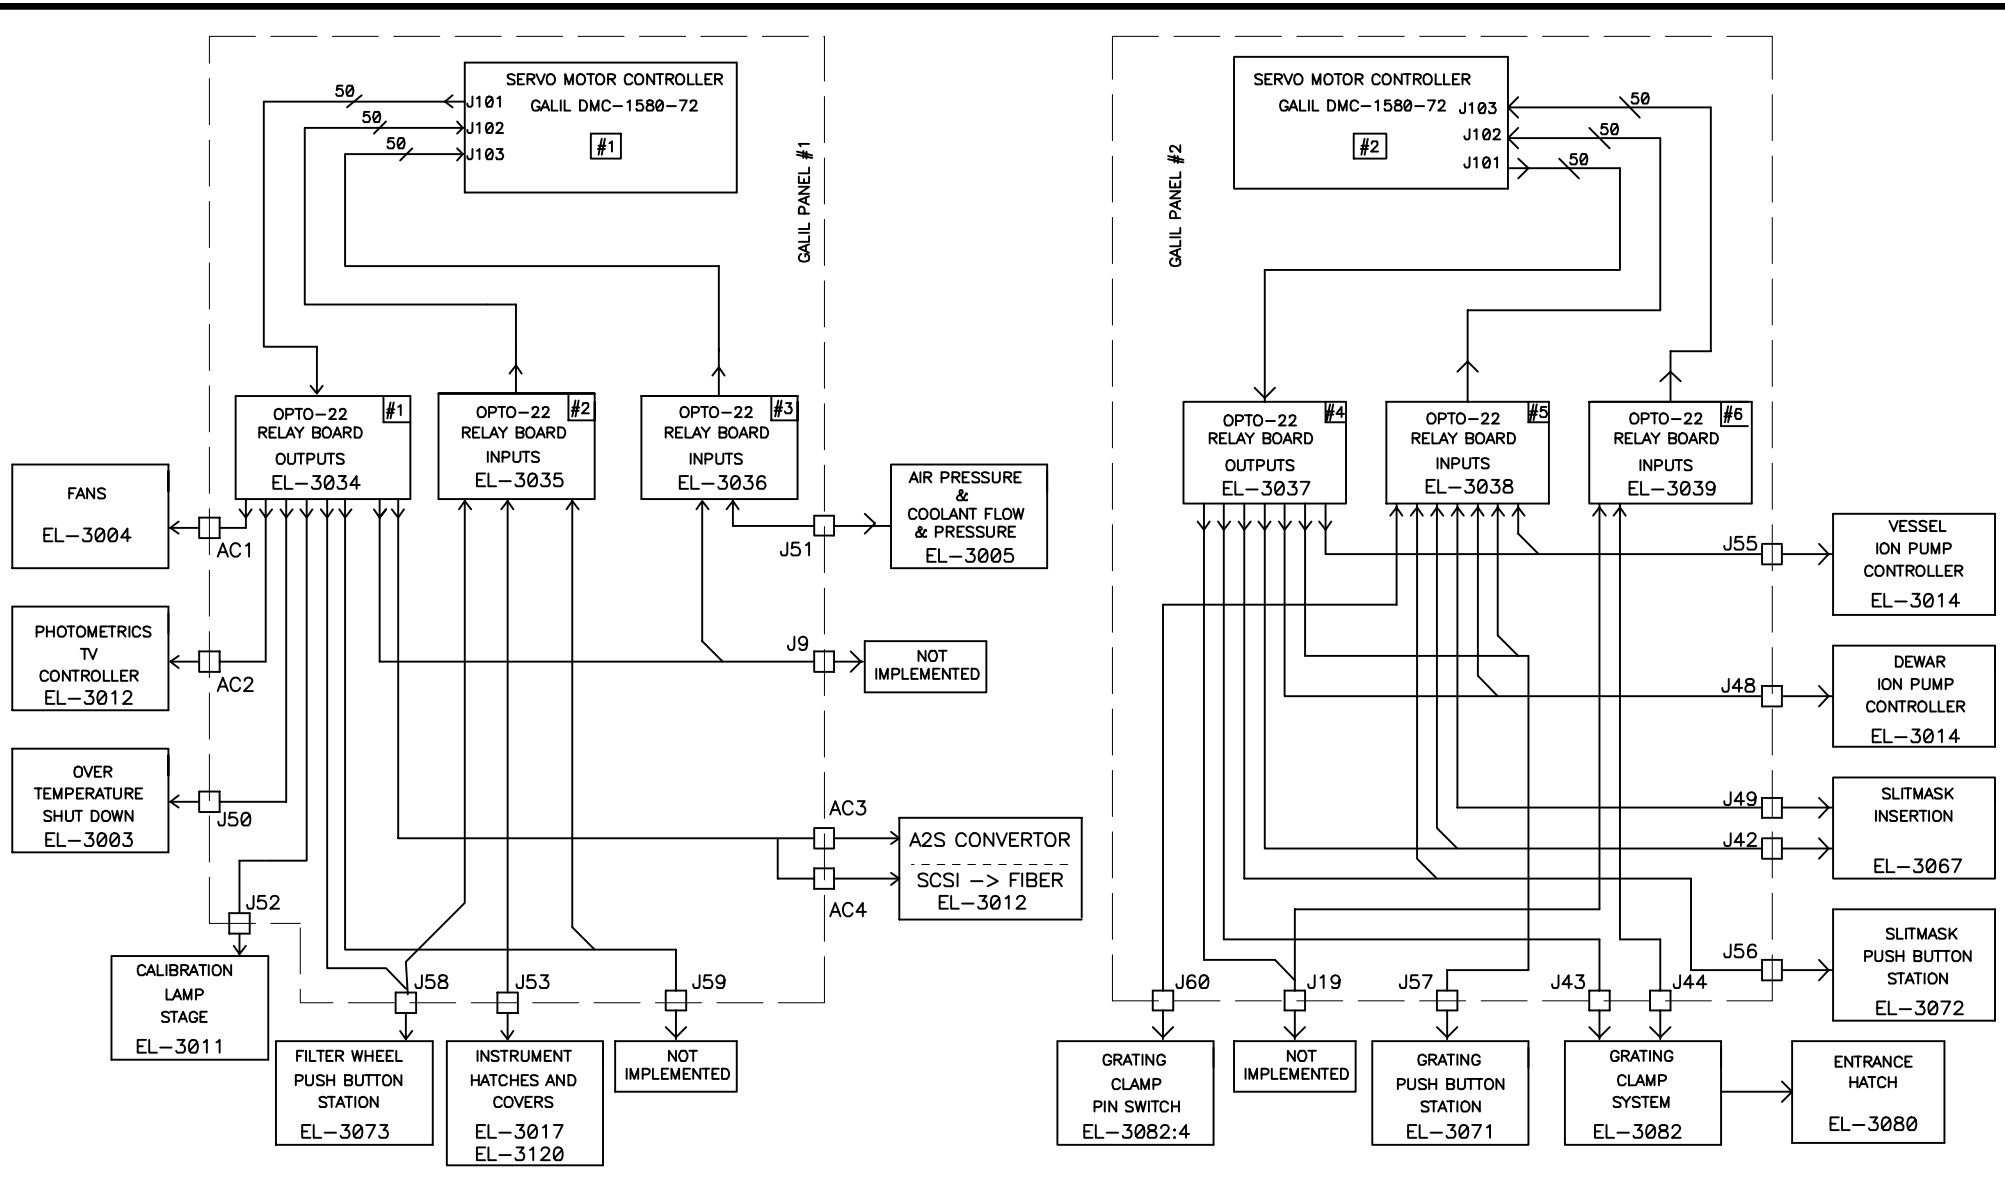 SERVO MOTOR CONTROLLER
GALIL DMC-1580-72
#1
50
J101
50
J102
50
J103
GALIL PANEL #1
OPTO-22
#1
RELAY BOARD
OUTPUTS
EL-3034
OPTO-22
#2
RELAY BOARD
INPUTS
EL-3035
OPTO-22
#3
RELAY BOARD
INPUTS
EL-3036
FANS
EL-3004
AC1
PHOTOMETRICS
TV
CONTROLLER
EL-3012
AC2
OVER
TEMPERATURE
SHUT DOWN
EL-3003
J50
J51
AIR PRESSURE
&
COOLANT FLOW
& PRESSURE
EL-3005
J9
NOT
IMPLEMENTED
AC3
AC4
A2S CONVERTOR
SCSI -> FIBER
EL-3012
J52
CALIBRATION
LAMP
STAGE
EL-3011
J58
FILTER WHEEL
PUSH BUTTON
STATION
EL-3073
J53
INSTRUMENT
HATCHES AND
COVERS
EL-3017
EL-3120
J59
NOT
IMPLEMENTED
GALIL PANEL #2
SERVO MOTOR CONTROLLER
GALIL DMC-1580-72
#2
J103
50
J102
50
J101
50
OPTO-22
#4
RELAY BOARD
OUTPUTS
EL-3037
OPTO-22
#5
RELAY BOARD
INPUTS
EL-3038
OPTO-22
#6
RELAY BOARD
INPUTS
EL-3039
J55
VESSEL
ION PUMP
CONTROLLER
EL-3014
J48
DEWAR
ION PUMP
CONTROLLER
EL-3014
J49
J42
SLITMASK
INSERTION
EL-3067
J56
SLITMASK
PUSH BUTTON
STATION
EL-3072
J60
GRATING
CLAMP
PIN SWITCH
EL-3082:4
J19
NOT
IMPLEMENTED
J57
GRATING
PUSH BUTTON
STATION
EL-3071
J43
J44
GRATING
CLAMP
SYSTEM
EL-3082
ENTRANCE
HATCH
EL-3080